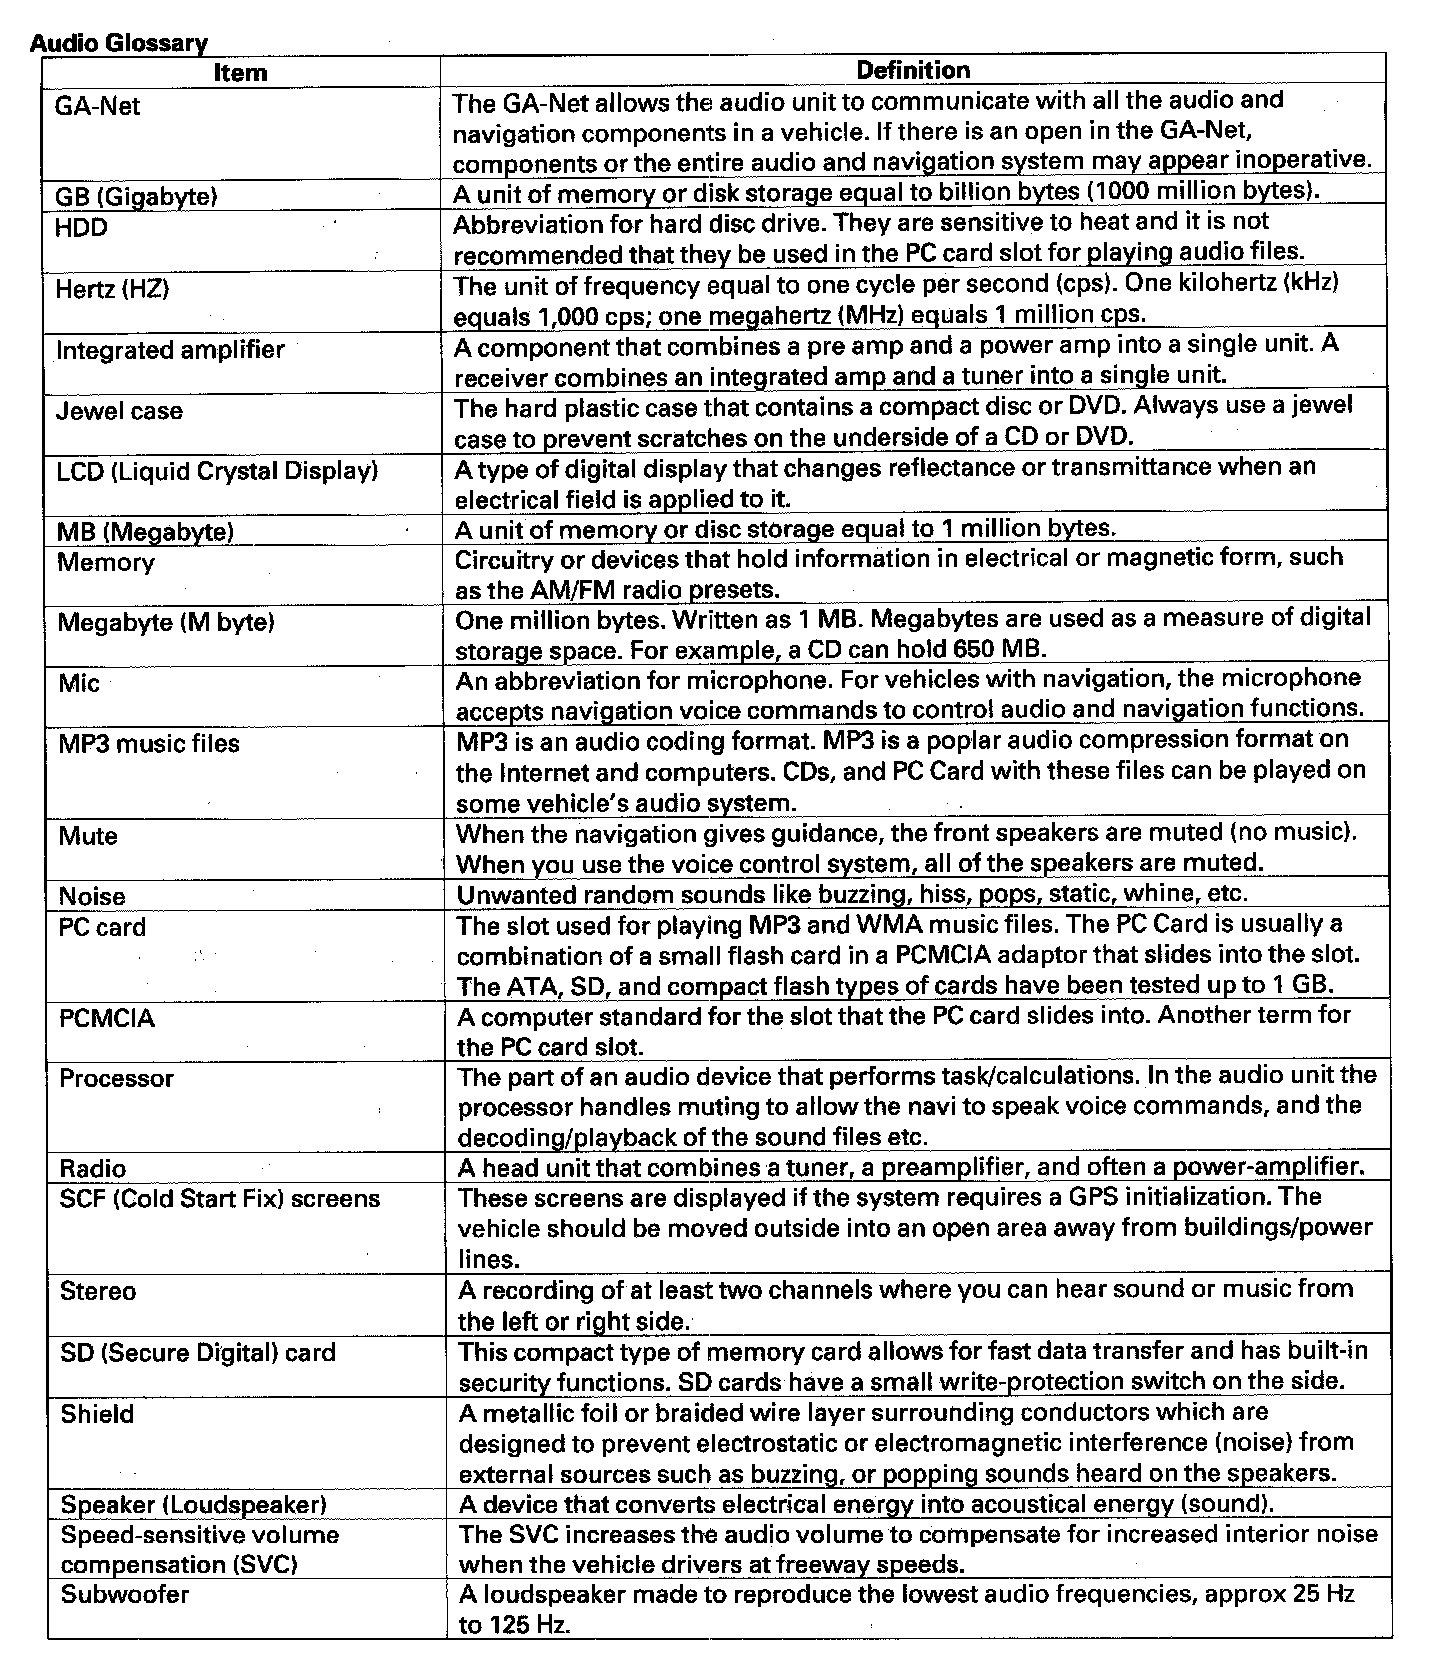 Audio Glossary
Item
Definition
GA-Net
The GA-Net allows the audio unit to communicate with all the audio and
navigation components in a vehicle. If there is an open in the GA-Net,
components or the entire audio and navigation system may appear inoperative.
GB (Gigabyte)
A unit of memory or disk storage equal to billion bytes (1000 million bytes).
HDD
Abbreviation for hard disc drive. They are sensitive to heat and it is not
recommended that they be used in the PC card slot for playing audio files.
Hertz (HZ)
The unit of frequency equal to one cycle per second (cps). One kilohertz (kHz)
equals 1,000 cps; one megahertz (MHz) equals 1 million cps.
Integrated amplifier
A component that combines a pre amp and a power amp into a single unit. A
receiver combines an integrated amp and a tuner into a single unit.
Jewel case
The hard plastic case that contains a compact disc or DVD. Always use a jewel
case to prevent scratches on the underside of a CD or DVD.
LCD (Liquid Crystal Display)
A type of digital display that changes reflectance or transmittance when an
electrical field is applied to it.
MB (Megabyte)
A unit of memory or disc storage equal to 1 million bytes.
Memory
Circuitry or devices that hold information in electrical or magnetic form, such
as the AM/FM radio presets.
Megabyte (M byte)
One million bytes. Written as 1 MB. Megabytes are used as a measure of digital
storage space. For example, a CD can hold 650 MB.
Mic
An abbreviation for microphone. For vehicles with navigation, the microphone
accepts navigation voice commands to control audio and navigation functions.
MP3 music files
MP3 is an audio coding format. MP3 is a poplar audio compression format on
the Internet and computers. CDs, and PC Card with these files can be played on
some vehicle's audio system.
Mute
When the navigation gives guidance, the front speakers are muted (no music).
When you use the voice control system, all of the speakers are muted.
Noise
Unwanted random sounds like buzzing, hiss, pops, static, whine, etc.
PC card
The slot used for playing MP3 and WMA music files. The PC Card is usually a
combination of a small flash card in a PCMCIA adaptor that slides into the slot.
The ATA, SD, and compact flash types of cards have been tested up to 1 GB.
PCMCIA
A computer standard for the slot that the PC card slides into. Another term for
the PC card slot.
Processor
The part of an audio device that performs task/calculations. In the audio unit the
processor handles muting to allow the navi to speak voice commands, and the
decoding/playback of the sound files etc.
Radio
A head unit that combines a tuner, a preamplifier, and often a power-amplifier.
SCF (Cold Start Fix) screens
These screens are displayed if the system requires a GPS initialization. The
vehicle should be moved outside into an open area away from buildings/power
lines.
Stereo
A recording of at least two channels where you can hear sound or music from
the left or right side.
SD (Secure Digital) card
This compact type of memory card allows for fast data transfer and has built-in
security functions. SD cards have a small write-protection switch on the side.
Shield
A metallic foil or braided wire layer surrounding conductors which are
designed to prevent electrostatic or electromagnetic interference (noise) from
external sources such as buzzing, or popping sounds heard on the speakers.
Speaker (Loudspeaker)
A device that converts electrical energy into acoustical energy (sound).
Speed-sensitive volume
compensation (SVC)
The SVC increases the audio volume to compensate for increased interior noise
when the vehicle drivers at freeway speeds.
Subwoofer
A loudspeaker made to reproduce the lowest audio frequencies, approx 25 Hz
to 125 Hz.